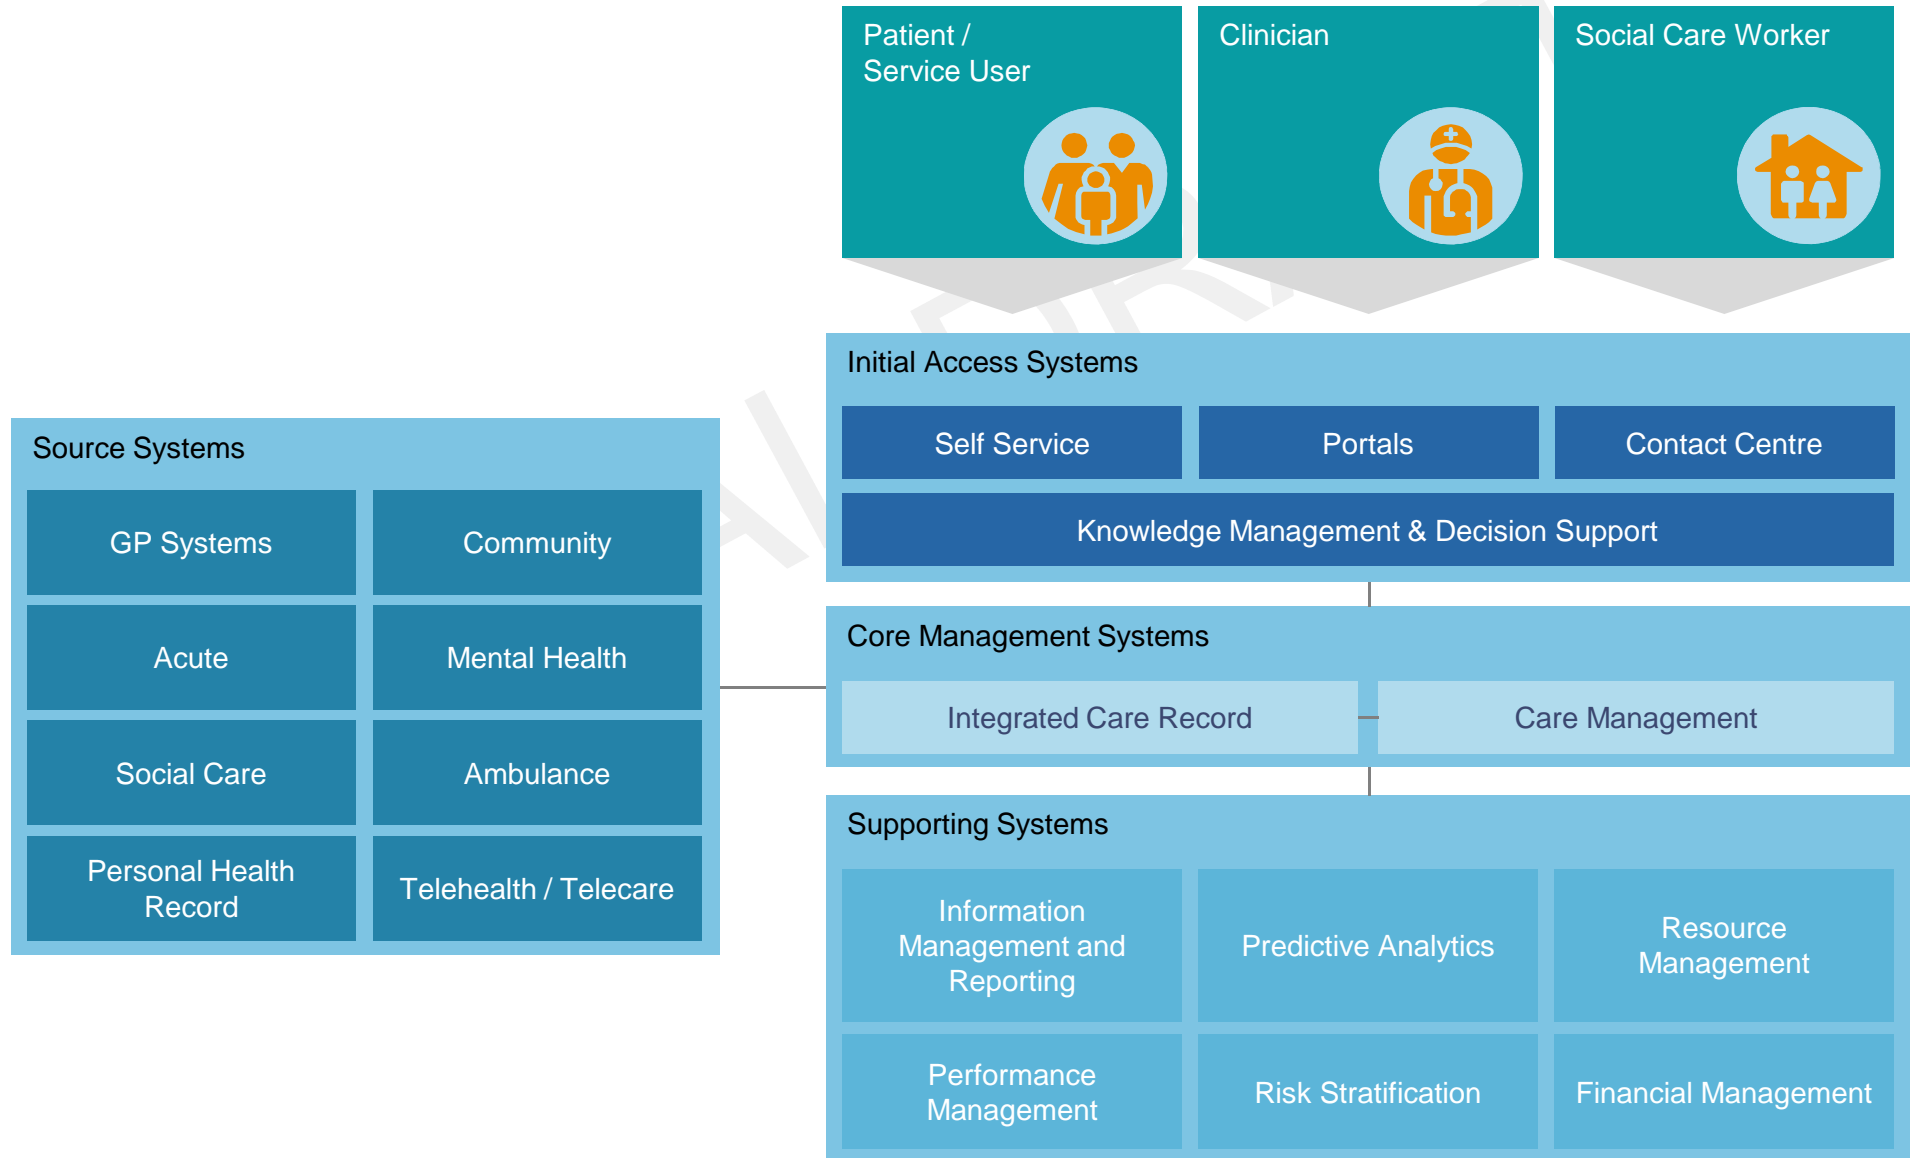 Patient /
Service User
Clinician
Social Care Worker
Initial Access Systems
Self Service
Portals
Contact Centre
Knowledge Management & Decision Support
Source Systems
GP Systems
Community
Acute
Mental Health
Social Care
Ambulance
Personal Health
Record
Telehealth / Telecare
Core Management Systems
Integrated Care Record
Care Management
Supporting Systems
Information
Management and
Reporting
Predictive Analytics
Resource
Management
Performance
Management
Risk Stratification
Financial Management